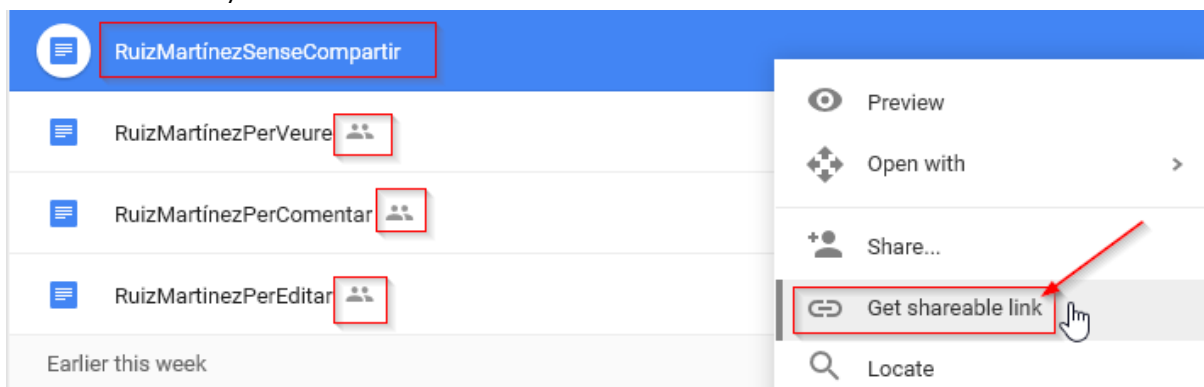 RuizMartínezSenseCompartir
RuizMartínezPerVeure
RuizMartínezPerComentar
RuizMartinezPerEditar
Earlier this week
Preview
Open with
Share...
Get shareable link
Locate